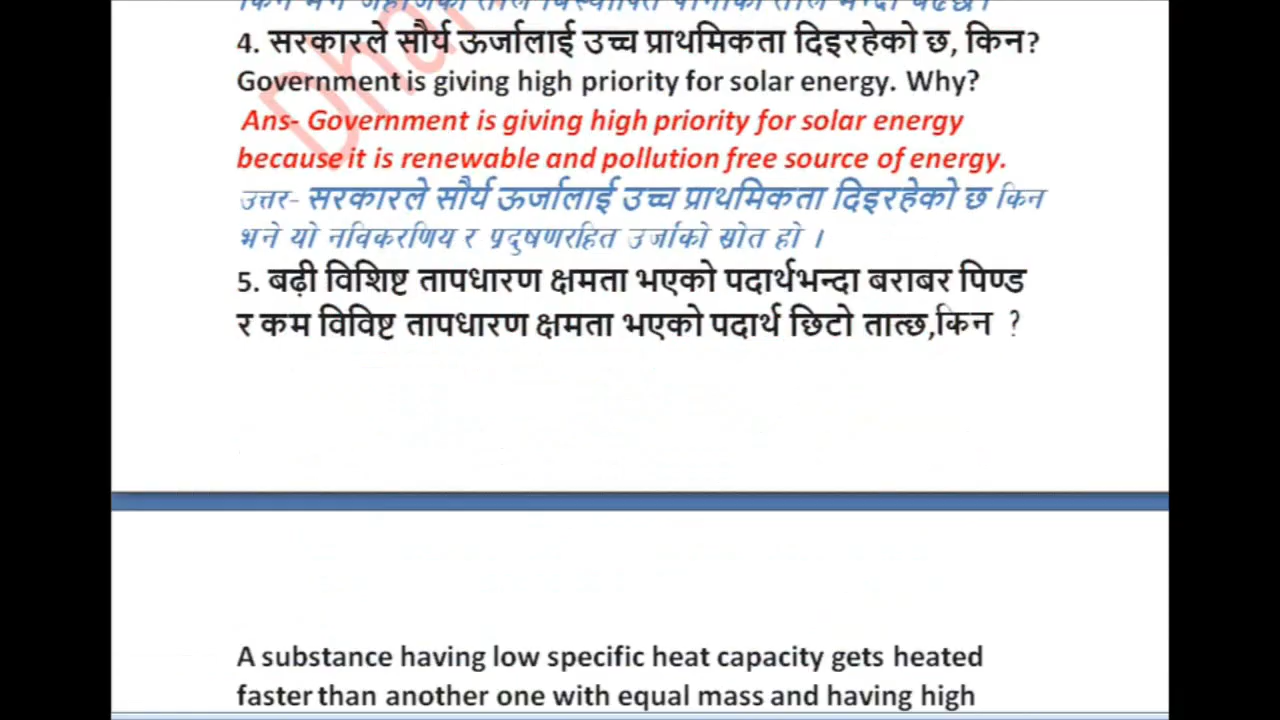 4. सरकारले सौर्य ऊर्जालाई उच्च प्राथमिकता दिइरहेको छ, किन?
Government is giving high priority for solar energy. Why?
Ans- Government is giving high priority for solar energy
because it is renewable and pollution free source of energy.
उत्तर- सरकारले सौर्य ऊर्जालाई उच्च प्राथमिकता दिइरहेको छ किन
भने यो नविकरणिय र प्रदुषणरहित उर्जाको स्रोत हो ।
5. बढी विशिष्ट तापधारण क्षमता भएको पदार्थभन्दा बराबर पिण्ड
र कम विविष्ट तापधारण क्षमता भएको पदार्थ छिटो तात्छ,किन ?
A substance having low specific heat capacity gets heated
faster than another one with equal mass and having high